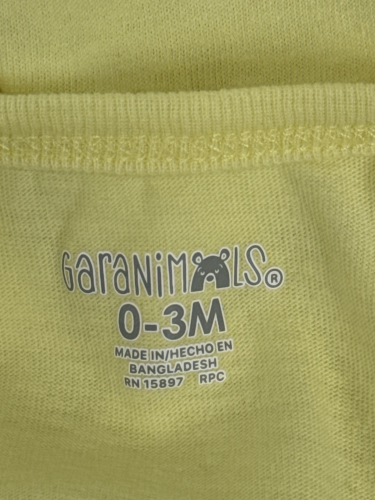 GARANIMALS®
0-3M
MADE IN/HECHO EN
BANGLADESH
RN 15897 RPC